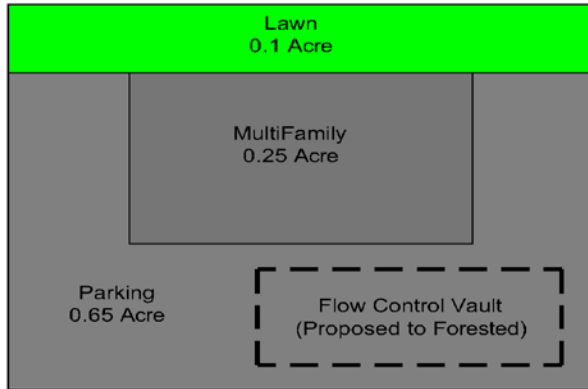 Lawn
0.1 Acre
MultiFamily
0.25 Acre
Parking
0.65 Acre
Flow Control Vault
(Proposed to Forested)